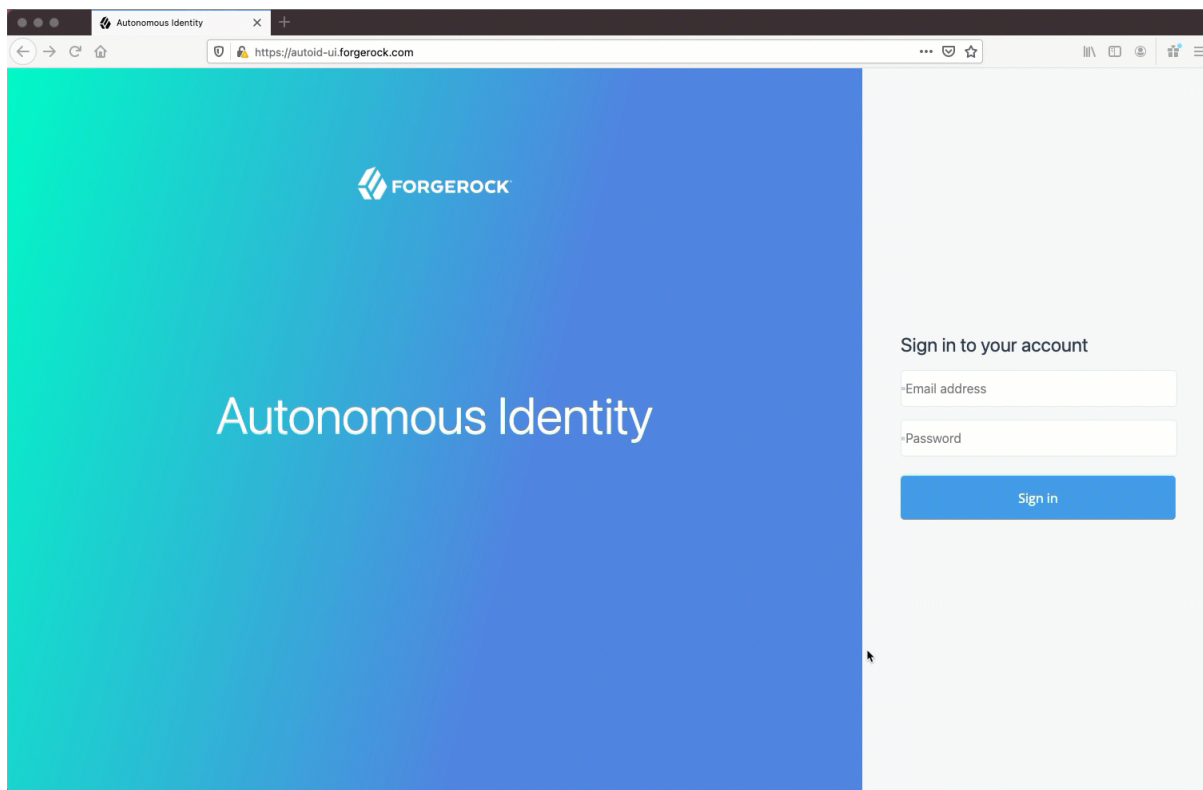 Autonomous Identity
https://autoid-ui.forgerock.com
FORGEROCK
Autonomous Identity
Sign in to your account
Email address
Password
Sign in